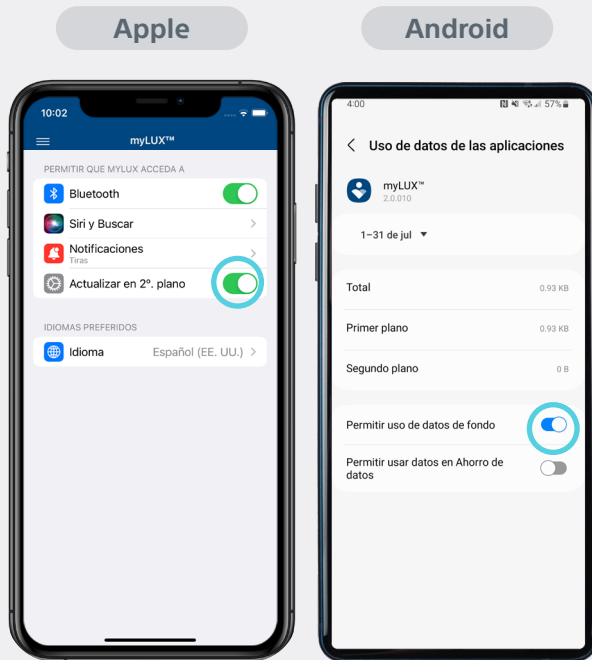 Apple
Android
10:02
myLUX™
PERMITIR QUE MYLUX ACCEDA A
Bluetooth
Siri y Buscar
Notificaciones
Tiras
Actualizar en 2º. plano
IDIOMAS PREFERIDOS
Idioma Español (EE. UU.)
4:00 57%
Uso de datos de las aplicaciones
myLUX™
2.0.010
1–31 de jul
Total 0.93 KB
Primer plano 0.93 KB
Segundo plano 0 B
Permitir uso de datos de fondo
Permitir usar datos en Ahorro de
datos